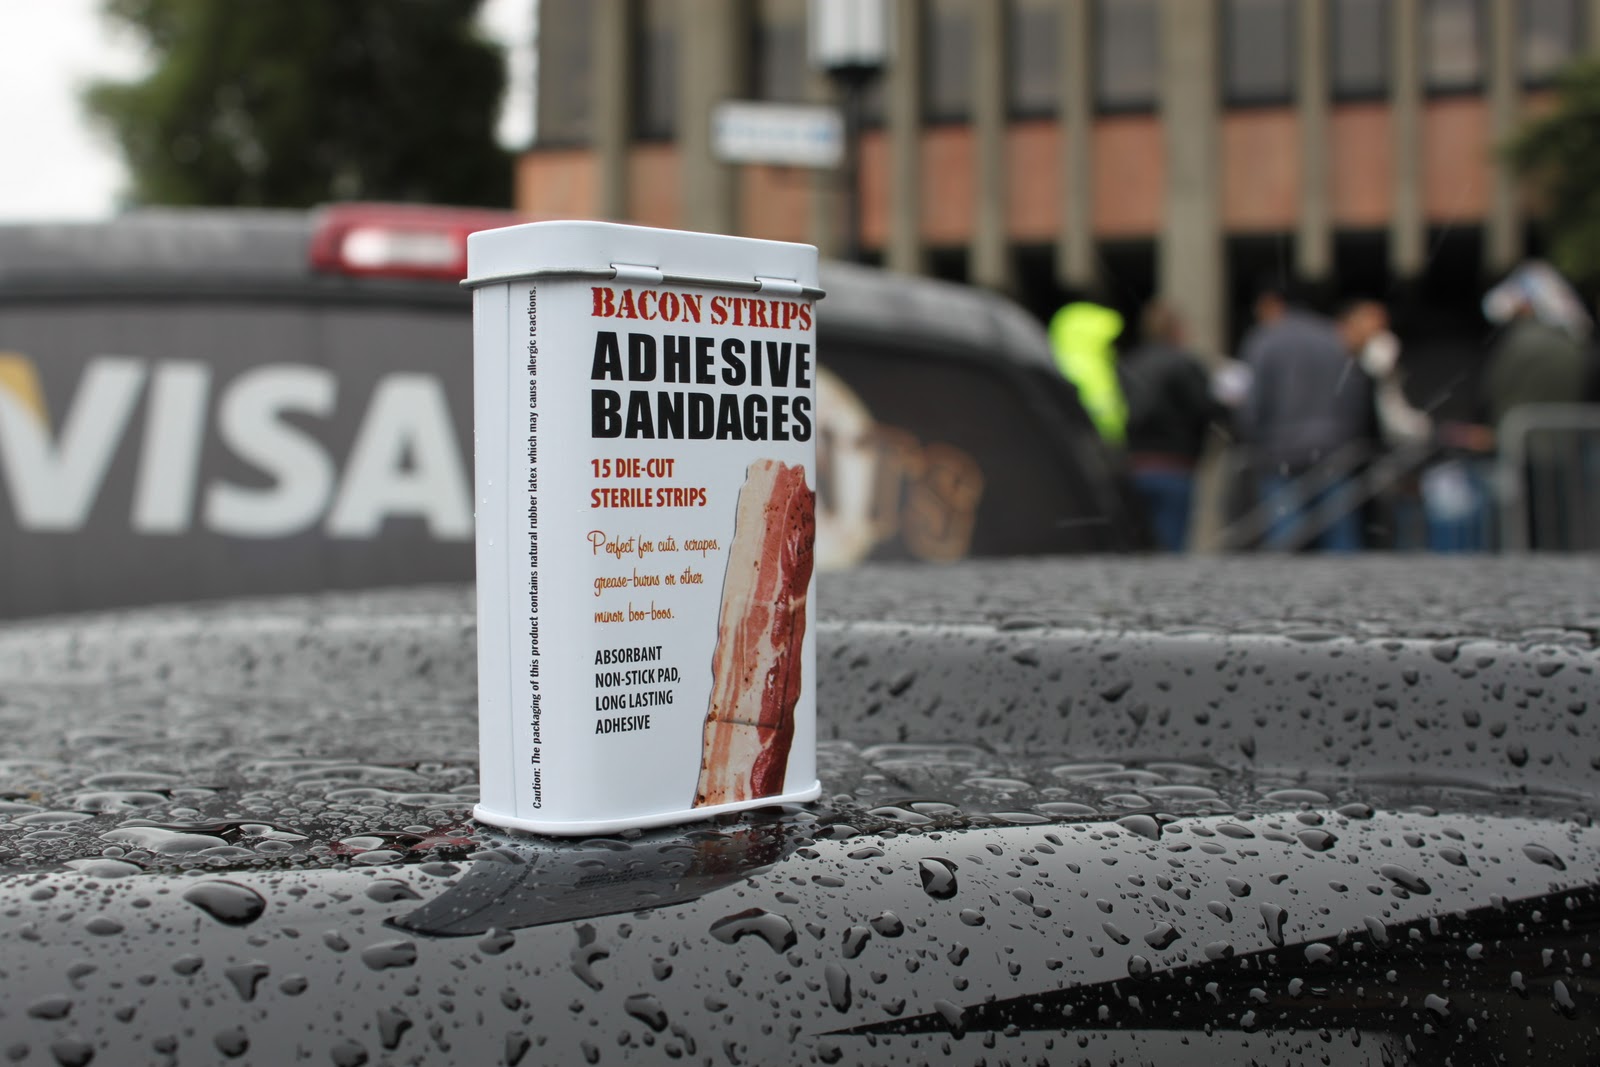 VISA
BACON STRIPS
ADHESIVE
BANDAGES
15 DIE-CUT
STERILE STRIPS
Perfect for cuts, scrapes,
grease-burns or other
minor boo-boos.
ABSORBANT
NON-STICK PAD,
LONG LASTING
ADHESIVE
Caution: The packaging of this product contains natural rubber latex which may cause allergic reactions.